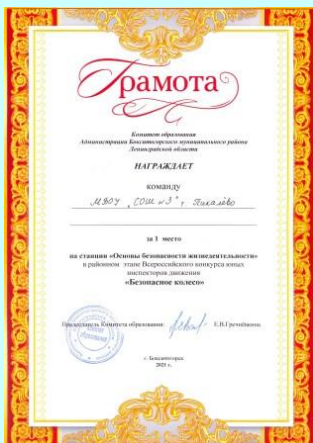 Грамота
Комитет образования
Администрации Бокситогорского муниципального района
Ленинградской области
НАГРАЖДАЕТ
команду
МБОУ „СОШ №3" г. Пикалёво
за 1 место
на станции «Основы безопасности жизнедеятельности»
в районном этапе Всероссийского конкурса юных
инспекторов движения
«Безопасное колесо»
Председатель Комитета образования Е.В.Гречнёвкина
г. Бокситогорск